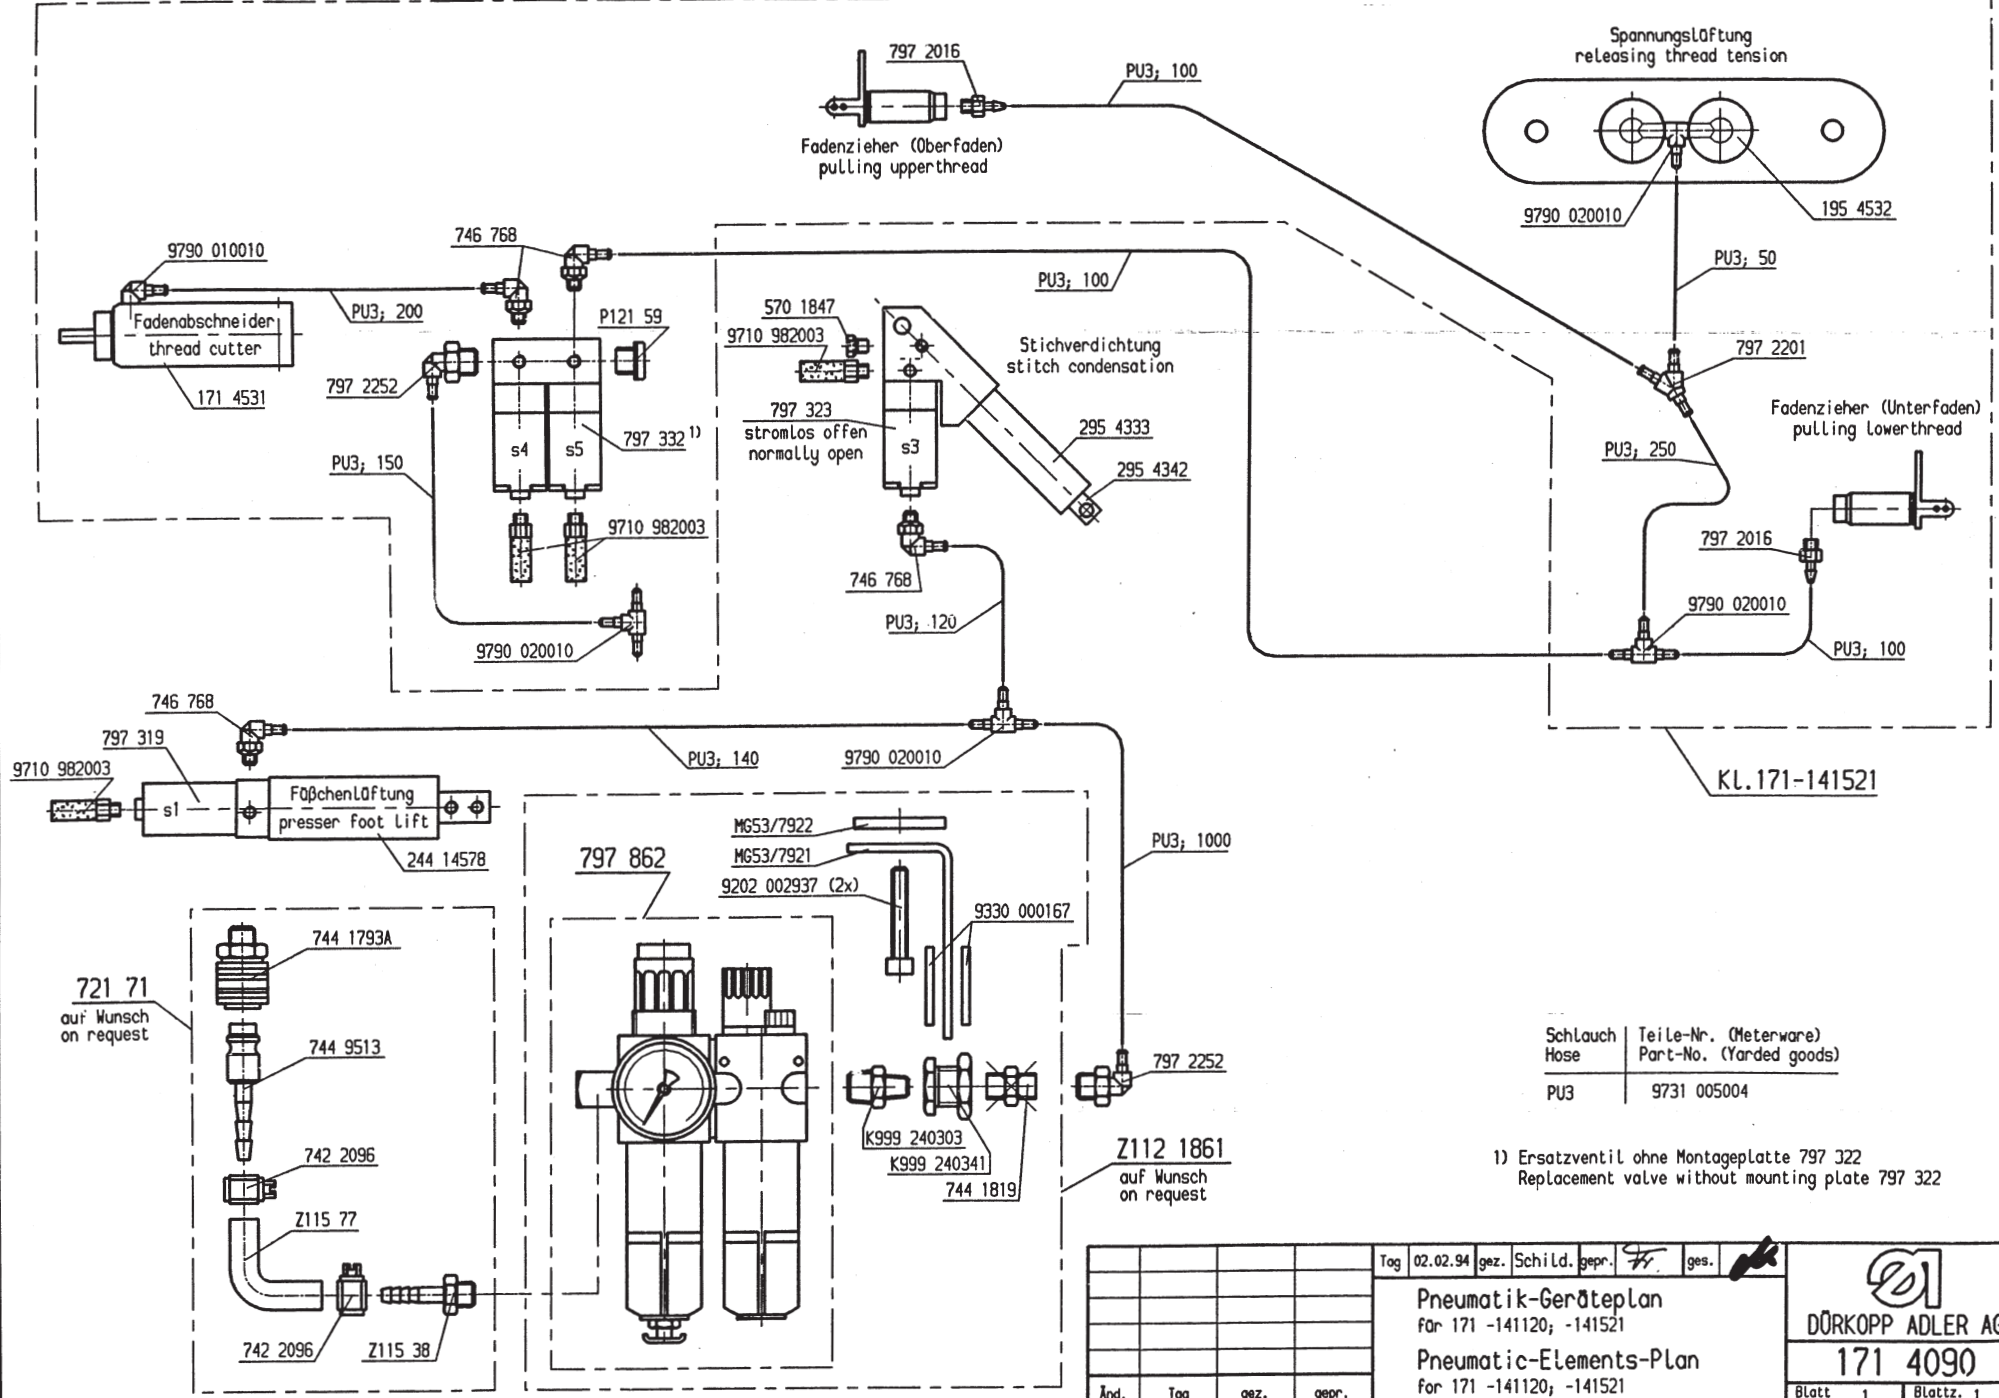 797 2016
PU3; 100
Spannungslüftung
releasing thread tension
Fadenzieher (Oberfaden)
pulling upperthread
9790 020010
195 4532
PU3; 50
746 768
9790 010010
PU3; 200
Fadenabschneider
thread cutter
171 4531
PU3; 100
P121 59
570 1847
9710 982003
Stichverdichtung
stitch condensation
797 2201
797 2252
797 323
stromlos offen
normally open
295 4333
295 4342
Fadenzieher (Unterfaden)
pulling lowerthread
s4
s5
797 332 1)
s3
PU3; 150
PU3; 250
9710 982003
797 2016
746 768
PU3; 120
9790 020010
9790 020010
PU3; 100
746 768
797 319
9710 982003
PU3; 140
9790 020010
s1
Füßchenlüftung
presser foot lift
244 14578
Kl.171-141521
MG53/7922
MG53/7921
9202 002937 (2x)
9330 000167
PU3; 1000
797 862
744 1793A
721 71
auf Wunsch
on request
744 9513
742 2096
Z115 77
742 2096
Z115 38
797 2252
K999 240303
K999 240341
744 1819
Z112 1861
auf Wunsch
on request
Schlauch Teile-Nr. (Meterware)
Hose Part-No. (Yarded goods)
PU3 9731 005004
1) Ersatzventil ohne Montageplatte 797 322
Replacement valve without mounting plate 797 322
Tag 02.02.94 gez. Schild. gepr. ges.
Pneumatik-Geräteplan
für 171 -141120; -141521
Pneumatic-Elements-Plan
for 171 -141120; -141521
DÜRKOPP ADLER AG
171 4090
Änd. Tag gez. gepr.
Blatt 1 Blattz. 1